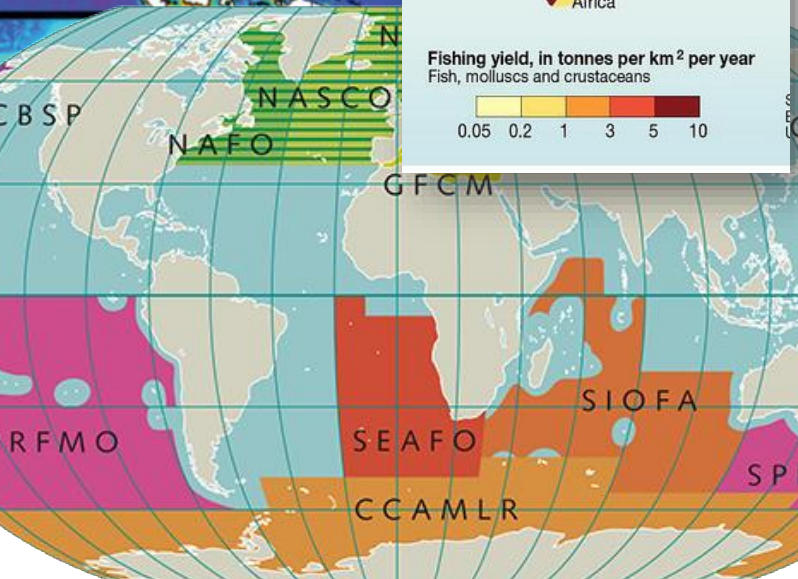 Africa
Fishing yield, in tonnes per km² per year
Fish, molluscs and crustaceans
0.05 0.2 1 3 5 10
N
NASCO
CBSP
NAFO
GFCM
SIOFA
RFMO
SEAFO
SP
CCAMLR